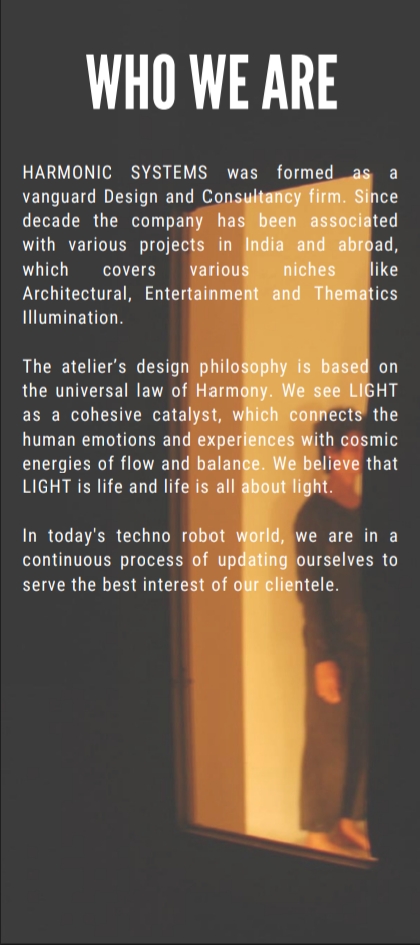 WHO WE ARE
HARMONIC SYSTEMS was formed as a
vanguard Design and Consultancy firm. Since
decade the company has been associated
with various projects in India and abroad,
which covers various niches like
Architectural, Entertainment and Thematics
Illumination.
The atelier's design philosophy is based on
the universal law of Harmony. We see LIGHT
as a cohesive catalyst, which connects the
human emotions and experiences with cosmic
energies of flow and balance. We believe that
LIGHT is life and life is all about light.
In today's techno robot world, we are in a
continuous process of updating ourselves to
serve the best interest of our clientele.